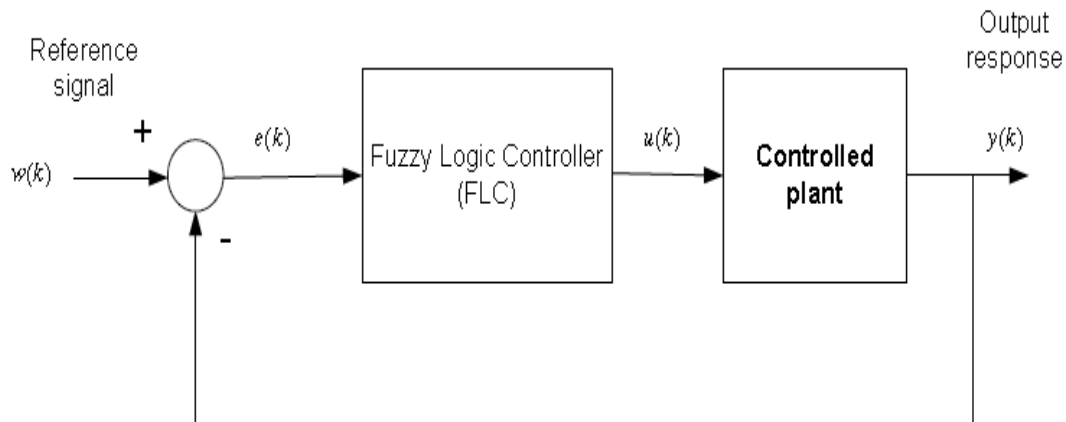 Reference
signal
Output
response
+
w(k)
e(k)
Fuzzy Logic Controller
(FLC)
u(k)
Controlled
plant
y(k)
-